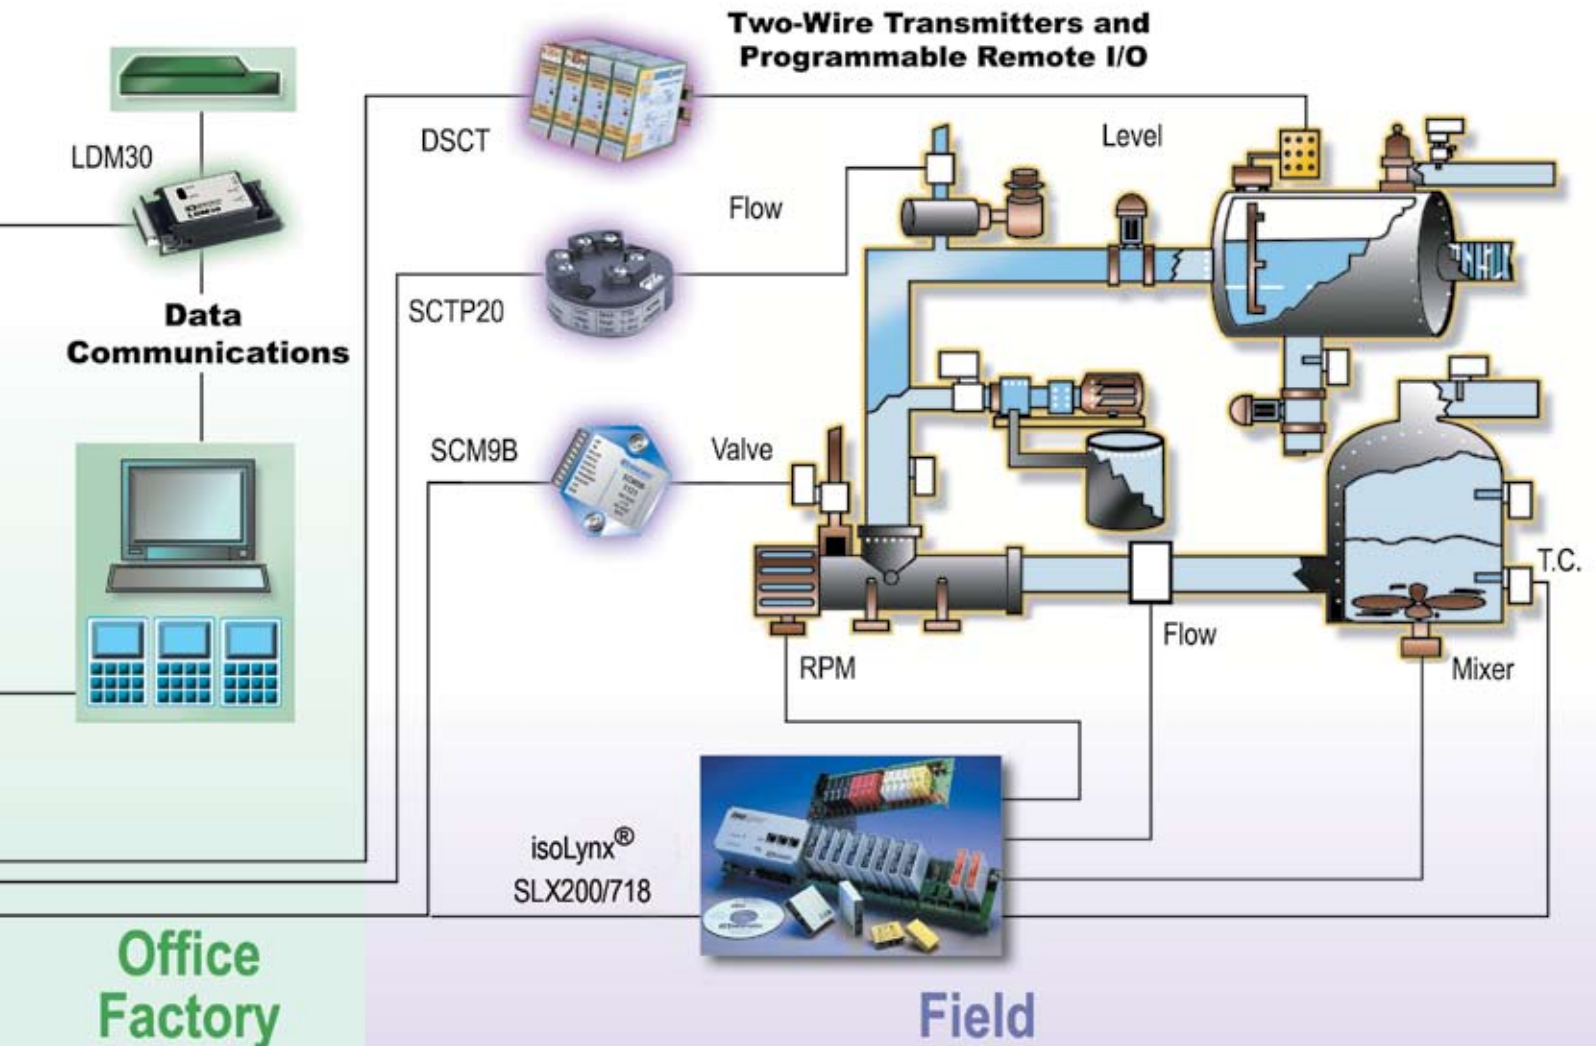 Two-Wire Transmitters and
Programmable Remote I/O
LDM30
DSCT
Level
Flow
Data
Communications
SCTP20
SCM9B
Valve
T.C.
RPM
Flow
Mixer
isoLynx®
SLX200/718
Office
Factory
Field